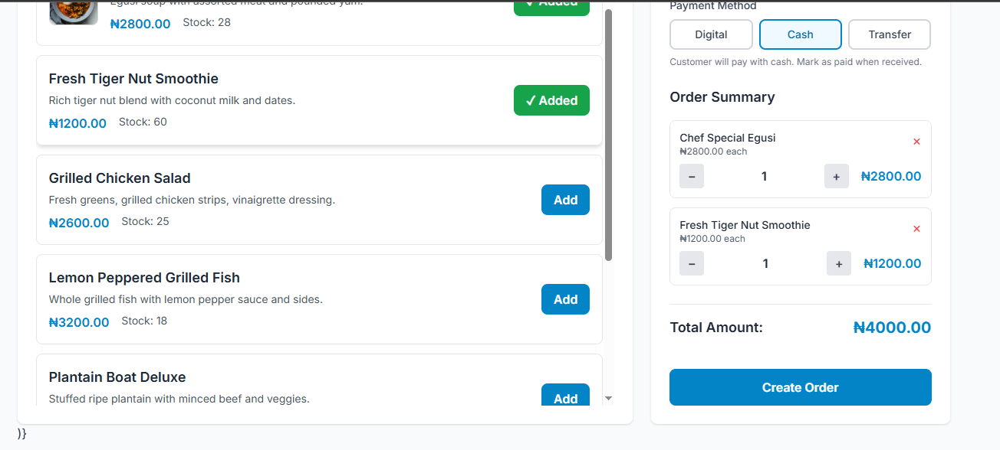 Egusi soup with assorted meat and pounded yam.
₦2800.00 Stock: 28
✓ Added
Fresh Tiger Nut Smoothie
Rich tiger nut blend with coconut milk and dates.
₦1200.00 Stock: 60
✓ Added
Grilled Chicken Salad
Fresh greens, grilled chicken strips, vinaigrette dressing.
₦2600.00 Stock: 25
Add
Lemon Peppered Grilled Fish
Whole grilled fish with lemon pepper sauce and sides.
₦3200.00 Stock: 18
Add
Plantain Boat Deluxe
Stuffed ripe plantain with minced beef and veggies.
Add
)}
Payment Method
Digital Cash Transfer
Customer will pay with cash. Mark as paid when received.
Order Summary
Chef Special Egusi
₦2800.00 each
×
− 1 + ₦2800.00
Fresh Tiger Nut Smoothie
₦1200.00 each
×
− 1 + ₦1200.00
Total Amount: ₦4000.00
Create Order